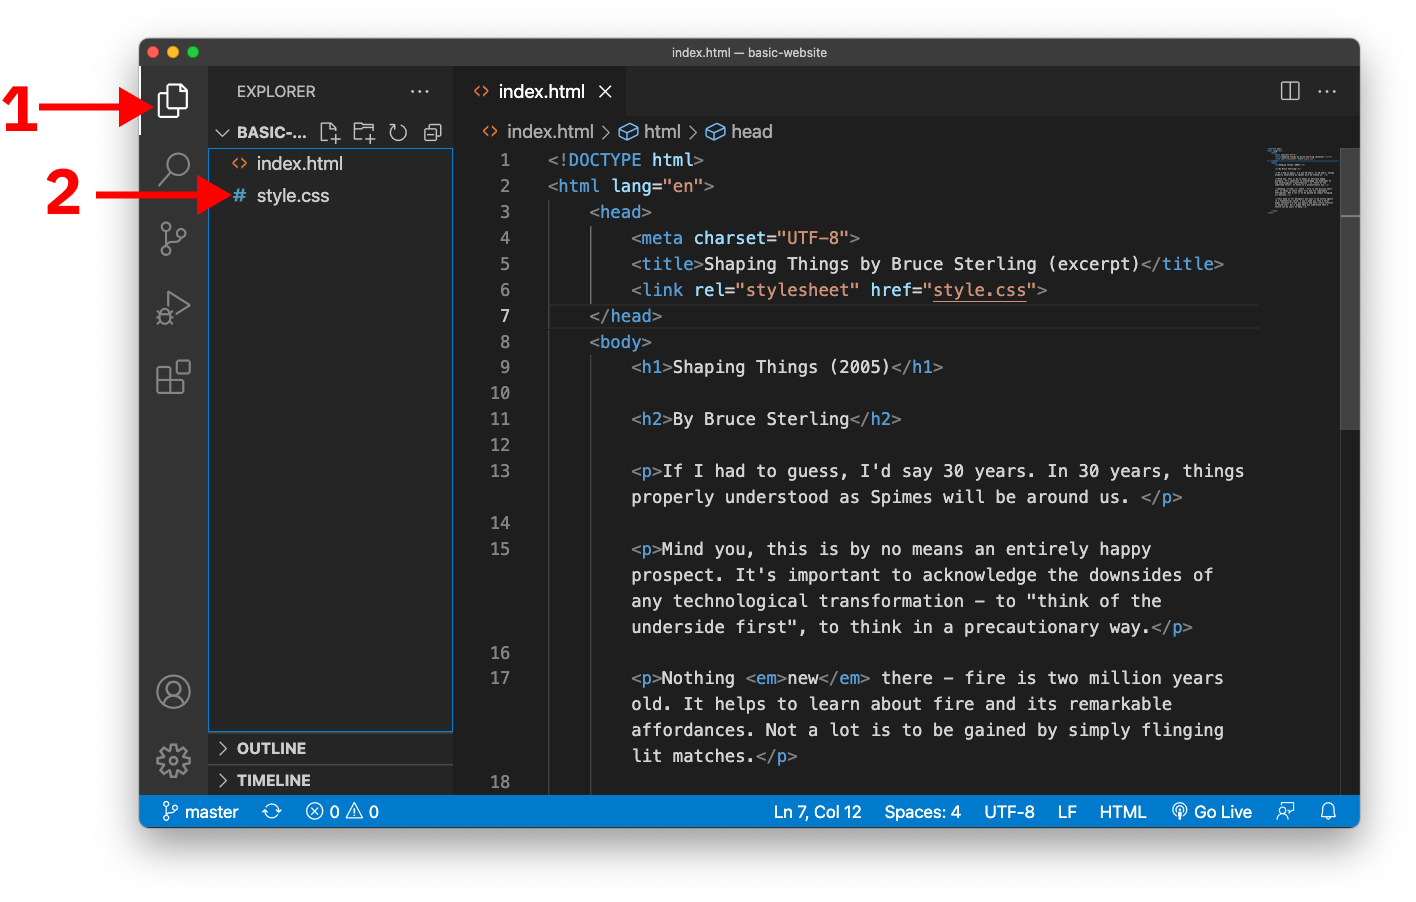 index.html — basic-website
1
2
EXPLORER
BASIC-...
index.html
style.css
OUTLINE
TIMELINE
index.html
index.html > html > head
1 <!DOCTYPE html>
2 <html lang="en">
3 <head>
4 <meta charset="UTF-8">
5 <title>Shaping Things by Bruce Sterling (excerpt)</title>
6 <link rel="stylesheet" href="style.css">
7 </head>
8 <body>
9 <h1>Shaping Things (2005)</h1>
10
11 <h2>By Bruce Sterling</h2>
12
13 <p>If I had to guess, I'd say 30 years. In 30 years, things
properly understood as Spimes will be around us. </p>
14
15 <p>Mind you, this is by no means an entirely happy
prospect. It's important to acknowledge the downsides of
any technological transformation – to "think of the
underside first", to think in a precautionary way.</p>
16
17 <p>Nothing <em>new</em> there – fire is two million years
old. It helps to learn about fire and its remarkable
affordances. Not a lot is to be gained by simply flinging
lit matches.</p>
18
master 0 0 Ln 7, Col 12 Spaces: 4 UTF-8 LF HTML Go Live